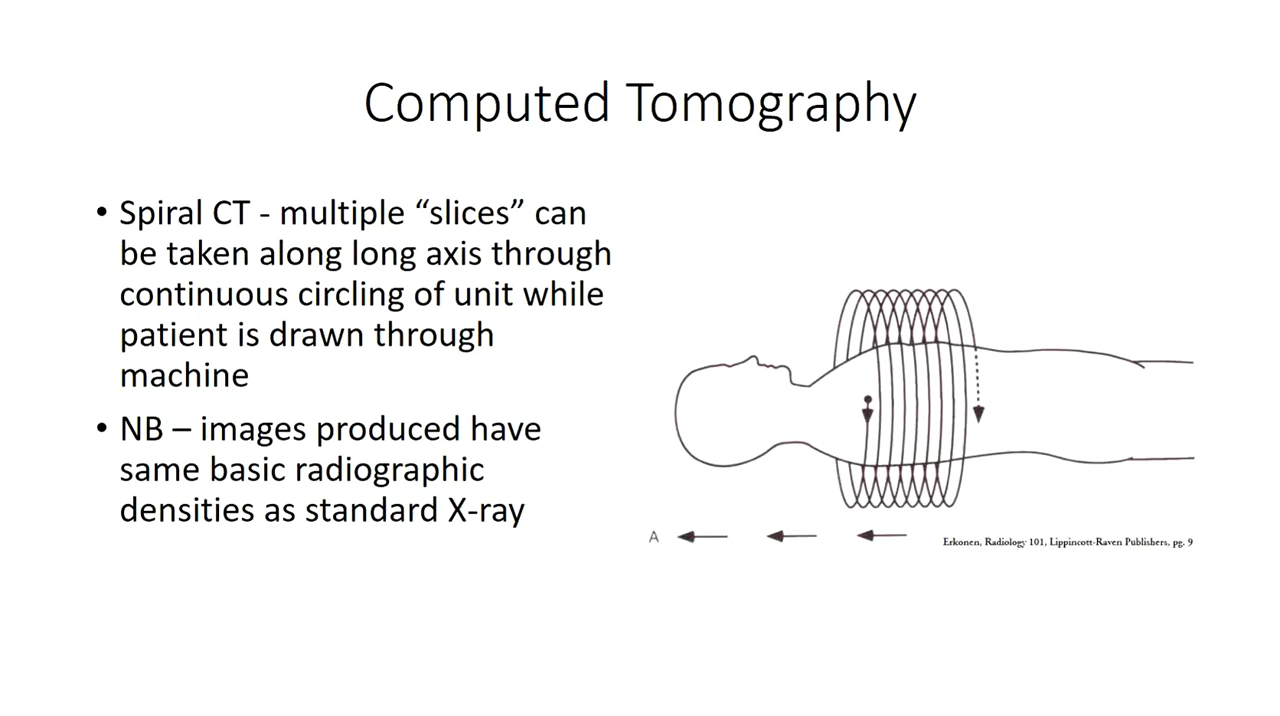 Computed Tomography
• Spiral CT - multiple “slices” can
be taken along long axis through
continuous circling of unit while
patient is drawn through
machine
• NB – images produced have
same basic radiographic
densities as standard X-ray
A
Erkonen, Radiology 101, Lippincott-Raven Publishers, pg. 9